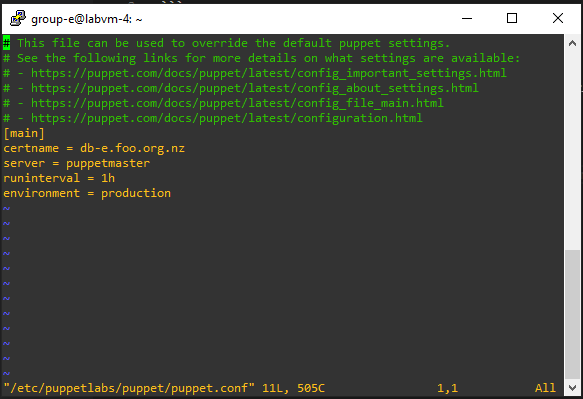 group-e@labvm-4: ~
# This file can be used to override the default puppet settings.
# See the following links for more details on what settings are available:
# - https://puppet.com/docs/puppet/latest/config_important_settings.html
# - https://puppet.com/docs/puppet/latest/config_about_settings.html
# - https://puppet.com/docs/puppet/latest/config_file_main.html
# - https://puppet.com/docs/puppet/latest/configuration.html
[main]
certname = db-e.foo.org.nz
server = puppetmaster
runinterval = 1h
environment = production
~
~
~
~
~
~
~
~
~
~
~
~
"/etc/puppetlabs/puppet/puppet.conf" 11L, 505C 1,1 All